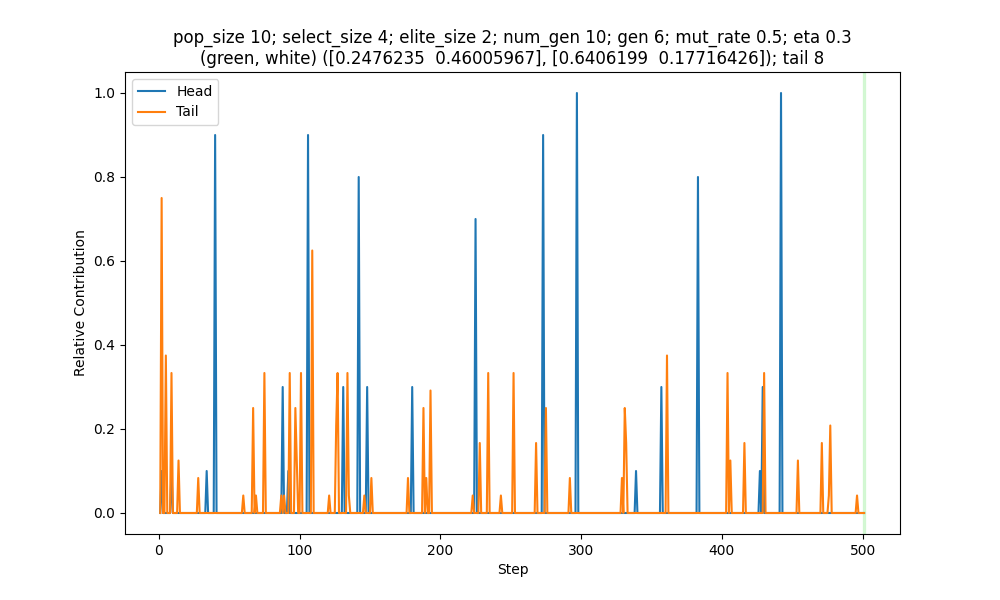 pop_size 10; select_size 4; elite_size 2; num_gen 10; gen 6; mut_rate 0.5; eta 0.3
(green, white) ([0.2476235  0.46005967], [0.6406199  0.17716426]); tail 8
Head
Tail
1.0
0.8
0.6
0.4
0.2
0.0
Relative Contribution
0
100
200
300
400
500
Step